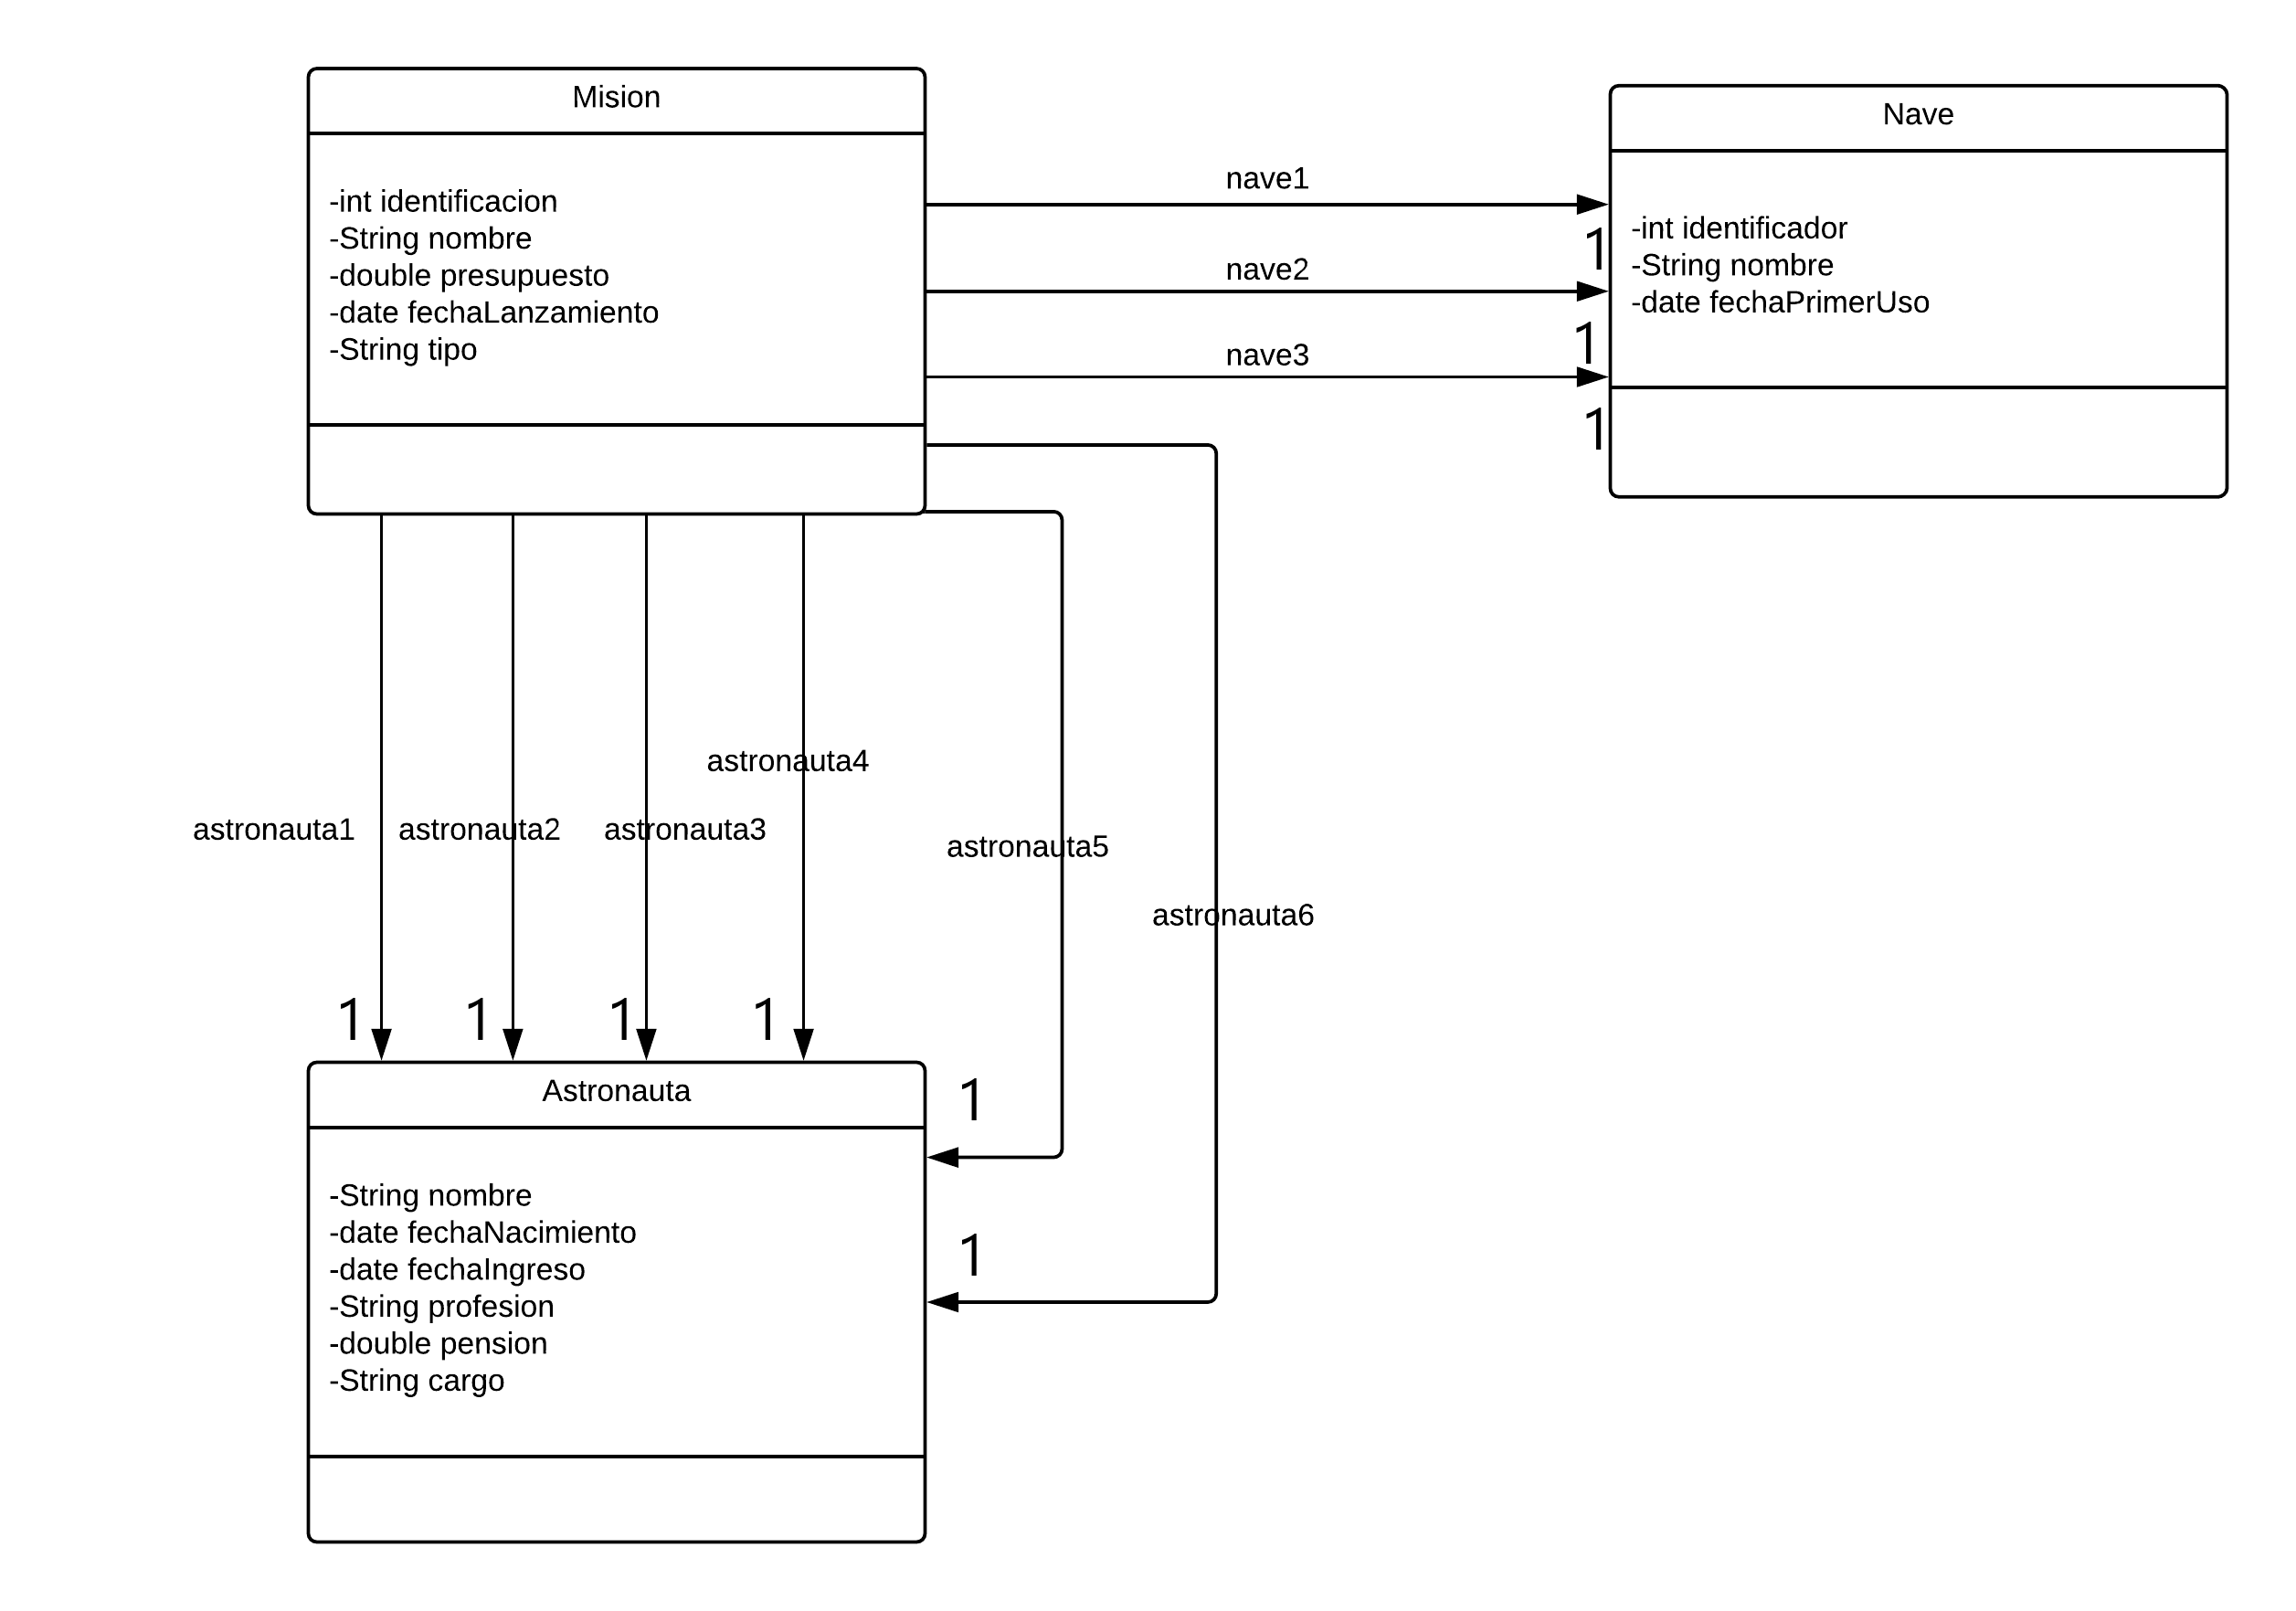 Mision
-int identificacion
-String nombre
-double presupuesto
-date fechaLanzamiento
-String tipo
nave1
1
nave2
1
nave3
1
Nave
-int identificador
-String nombre
-date fechaPrimerUso
astronauta4
astronauta1
astronauta2
astronauta3
astronauta5
astronauta6
1
1
1
1
1
1
Astronauta
-String nombre
-date fechaNacimiento
-date fechaIngreso
-String profesion
-double pension
-String cargo